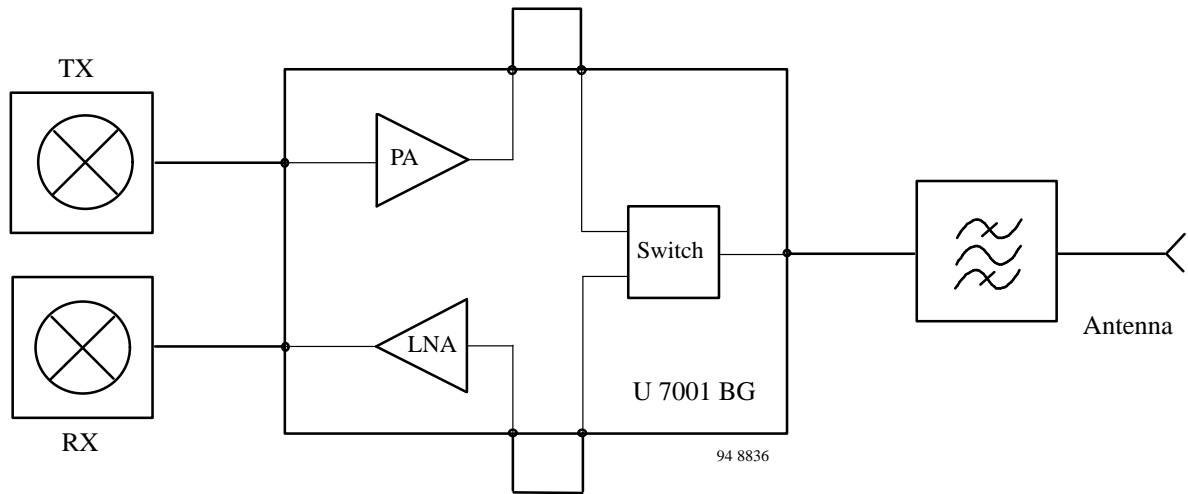 TX
PA
Switch
LNA
Antenna
U 7001 BG
RX
94 8836